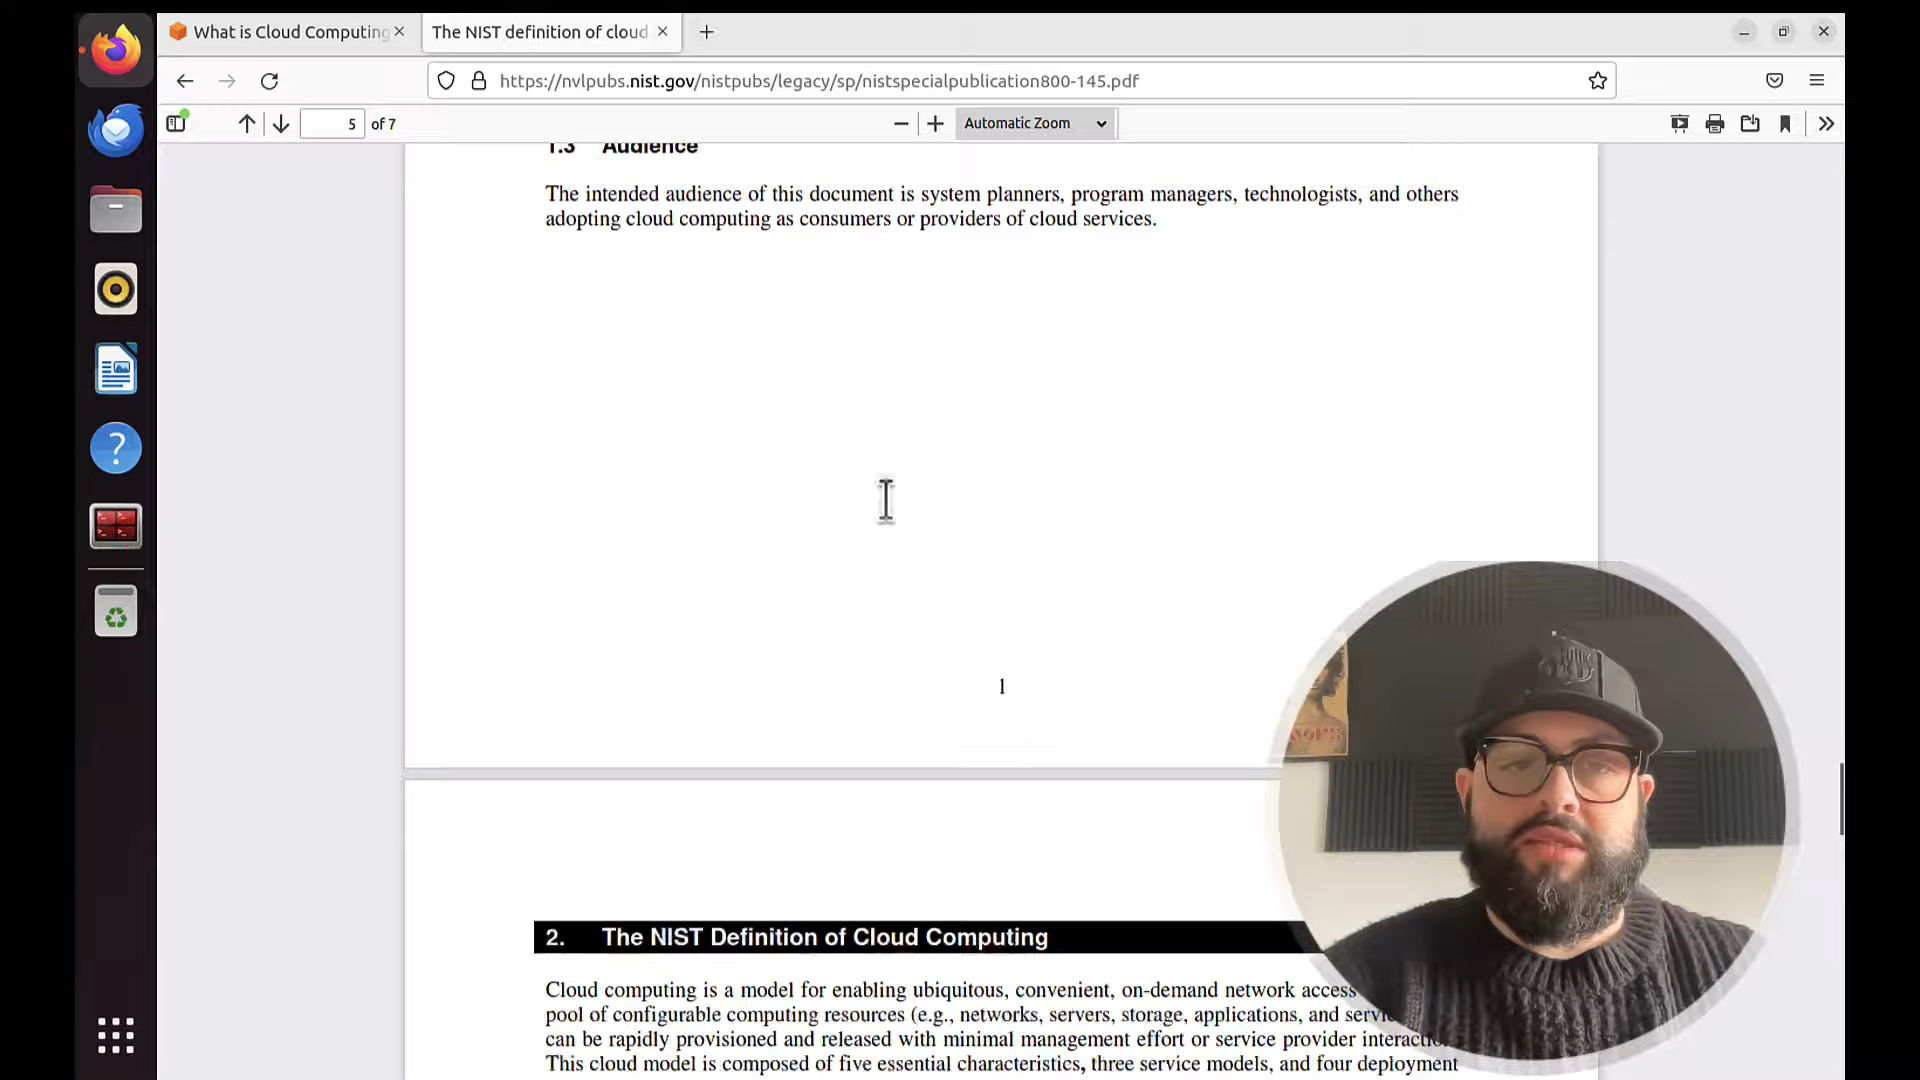 What is Cloud Computing
The NIST definition of cloud
https://nvlpubs.nist.gov/nistpubs/legacy/sp/nistspecialpublication800-145.pdf
5 of 7
Automatic Zoom
1.3 Audience
The intended audience of this document is system planners, program managers, technologists, and others
adopting cloud computing as consumers or providers of cloud services.
1
2. The NIST Definition of Cloud Computing
Cloud computing is a model for enabling ubiquitous, convenient, on-demand network access
pool of configurable computing resources (e.g., networks, servers, storage, applications, and
can be rapidly provisioned and released with minimal management effort or service provider
This cloud model is composed of five essential characteristics, three service models, and four deployment